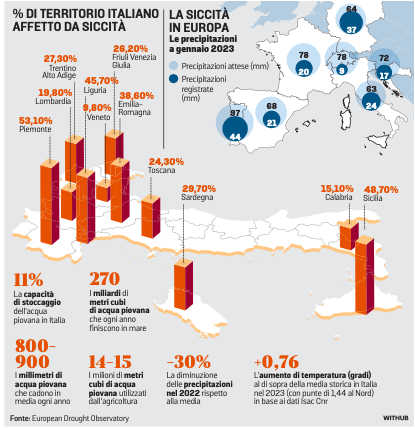 % DI TERRITORIO ITALIANO
AFFETTO DA SICCITÀ
LA SICCITÀ
IN EUROPA
Le precipitazioni
a gennaio 2023
Precipitazioni attese (mm)
Precipitazioni
registrate
(mm)
64
37
78
20
78
9
72
17
63
24
97
44
68
21
26,20%
Friuli Venezia
Giulia
27,30%
Trentino
Alto Adige
45,70%
Liguria
19,80%
Lombardia
9,80%
Veneto
38,60%
Emilia-
Romagna
53,10%
Piemonte
24,30%
Toscana
29,70%
Sardegna
15,10%
Calabria
48,70%
Sicilia
11%
La capacità
di stoccaggio
dell'acqua
piovana in Italia
270
I miliardi di
metri cubi
di acqua piovana
che ogni anno
finiscono in mare
800-
900
I millimetri di
acqua piovana
che cadono in
media ogni anno
14-15
I milioni di metri
cubi di acqua
piovana utilizzati
dall'agricoltura
-30%
La diminuzione
delle precipitazioni
nel 2022 rispetto
alla media
+0,76
L'aumento di temperatura (gradi)
al di sopra della media storica in Italia
nel 2023 (con punte di 1,44 al Nord)
in base ai dati Isac Cnr
Fonte: European Drought Observatory
WITHUB